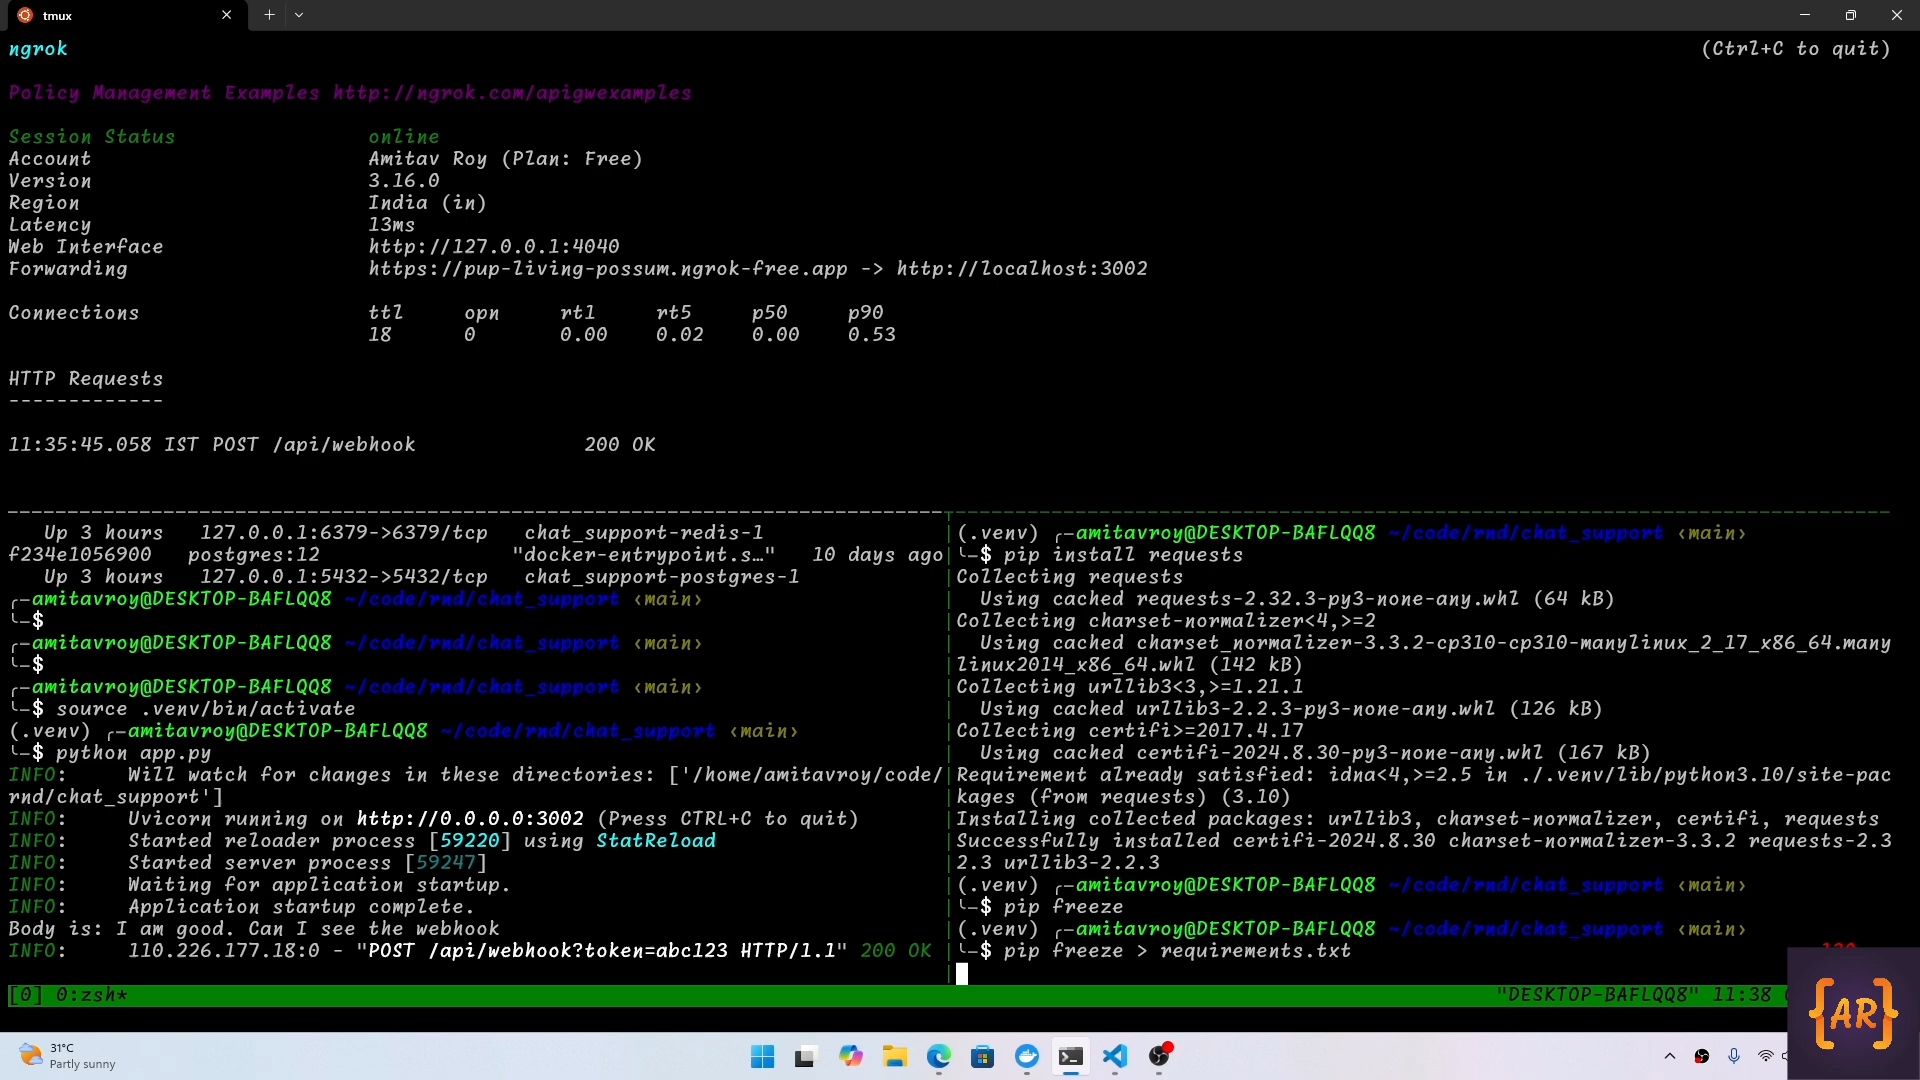 tmux
ngrok (Ctrl+C to quit)
Policy Management Examples http://ngrok.com/apigwexamples
Session Status online
Account Amitav Roy (Plan: Free)
Version 3.16.0
Region India (in)
Latency 13ms
Web Interface http://127.0.0.1:4040
Forwarding https://pup-living-possum.ngrok-free.app -> http://localhost:3002
Connections ttl opn rt1 rt5 p50 p90
18 0 0.00 0.02 0.00 0.53
HTTP Requests
-------------
11:35:45.058 IST POST /api/webhook 200 OK
Up 3 hours 127.0.0.1:6379->6379/tcp chat_support-redis-1
f234e1056900 postgres:12 "docker-entrypoint.s…" 10 days ago
Up 3 hours 127.0.0.1:5432->5432/tcp chat_support-postgres-1
╭─amitavroy@DESKTOP-BAFLQQ8 ~/code/rnd/chat_support ‹main›
╰─$
╭─amitavroy@DESKTOP-BAFLQQ8 ~/code/rnd/chat_support ‹main›
╰─$
╭─amitavroy@DESKTOP-BAFLQQ8 ~/code/rnd/chat_support ‹main›
╰─$ source .venv/bin/activate
(.venv) ╭─amitavroy@DESKTOP-BAFLQQ8 ~/code/rnd/chat_support ‹main›
╰─$ python app.py
INFO: Will watch for changes in these directories: ['/home/amitavroy/code/
rnd/chat_support']
INFO: Uvicorn running on http://0.0.0.0:3002 (Press CTRL+C to quit)
INFO: Started reloader process [59220] using StatReload
INFO: Started server process [59247]
INFO: Waiting for application startup.
INFO: Application startup complete.
Body is: I am good. Can I see the webhook
INFO: 110.226.177.18:0 - "POST /api/webhook?token=abc123 HTTP/1.1" 200 OK
(.venv) ╭─amitavroy@DESKTOP-BAFLQQ8 ~/code/rnd/chat_support ‹main›
╰─$ pip install requests
Collecting requests
Using cached requests-2.32.3-py3-none-any.whl (64 kB)
Collecting charset-normalizer<4,>=2
Using cached charset_normalizer-3.3.2-cp310-cp310-manylinux_2_17_x86_64.many
linux2014_x86_64.whl (142 kB)
Collecting urllib3<3,>=1.21.1
Using cached urllib3-2.2.3-py3-none-any.whl (126 kB)
Collecting certifi>=2017.4.17
Using cached certifi-2024.8.30-py3-none-any.whl (167 kB)
Requirement already satisfied: idna<4,>=2.5 in ./.venv/lib/python3.10/site-pac
kages (from requests) (3.10)
Installing collected packages: urllib3, charset-normalizer, certifi, requests
Successfully installed certifi-2024.8.30 charset-normalizer-3.3.2 requests-2.3
2.3 urllib3-2.2.3
(.venv) ╭─amitavroy@DESKTOP-BAFLQQ8 ~/code/rnd/chat_support ‹main›
╰─$ pip freeze
(.venv) ╭─amitavroy@DESKTOP-BAFLQQ8 ~/code/rnd/chat_support ‹main›
╰─$ pip freeze > requirements.txt
[0] 0:zsh* "DESKTOP-BAFLQQ8" 11:38
{AR}
31°C
Partly sunny